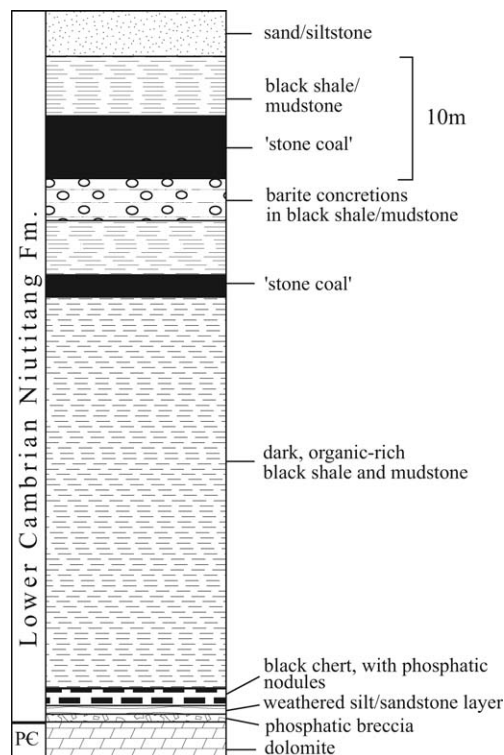 sand/siltstone
black shale/
mudstone
10m
'stone coal'
barite concretions
in black shale/mudstone
'stone coal'
Lower Cambrian Niutitang Fm.
dark, organic-rich
black shale and mudstone
black chert, with phosphatic
nodules
weathered silt/sandstone layer
phosphatic breccia
P€
dolomite